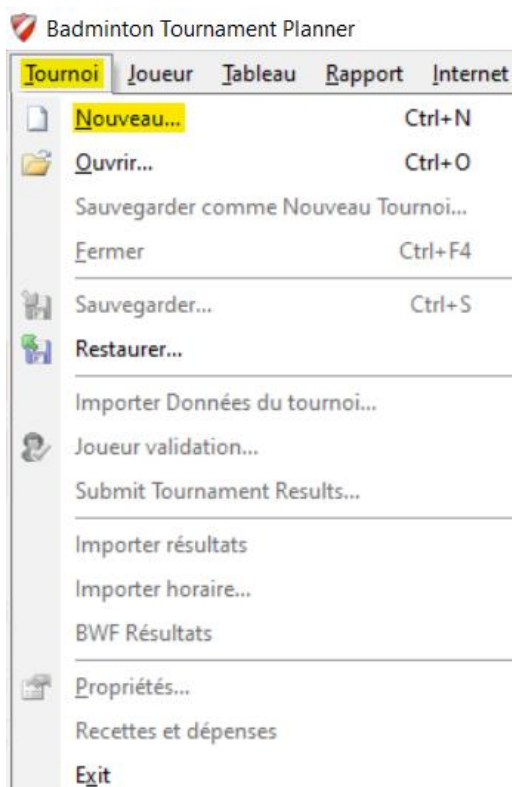 Badminton Tournament Planner
Tournoi Joueur Tableau Rapport Internet
Nouveau... Ctrl+N
Ouvrir... Ctrl+O
Sauvegarder comme Nouveau Tournoi...
Fermer Ctrl+F4
Sauvegarder... Ctrl+S
Restaurer...
Importer Données du tournoi...
Joueur validation...
Submit Tournament Results...
Importer résultats
Importer horaire...
BWF Résultats
Propriétés...
Recettes et dépenses
Exit